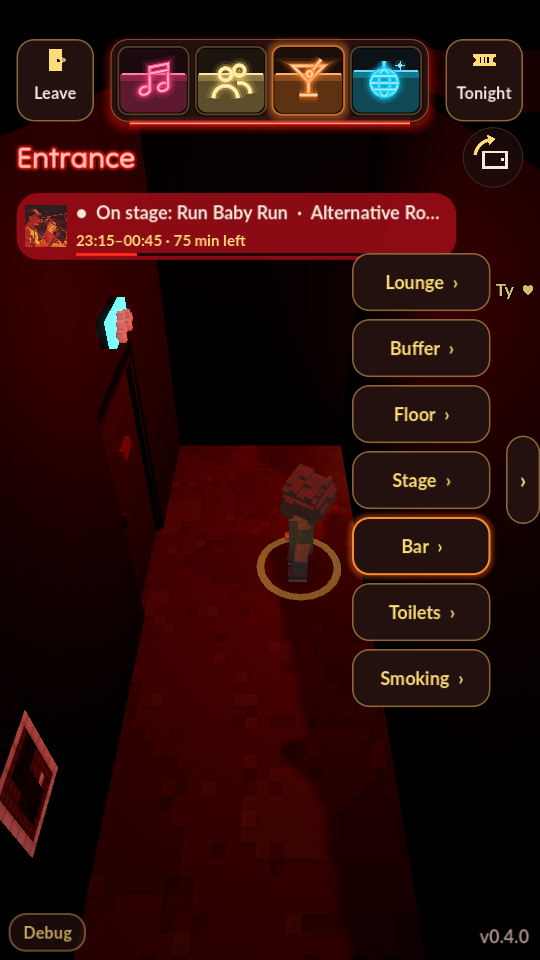 Leave
Tonight
Entrance
● On stage: Run Baby Run · Alternative Ro...
23:15–00:45 · 75 min left
Lounge ›
Ty ♥
Buffer ›
Floor ›
Stage ›
›
Bar ›
Toilets ›
Smoking ›
Debug
v0.4.0